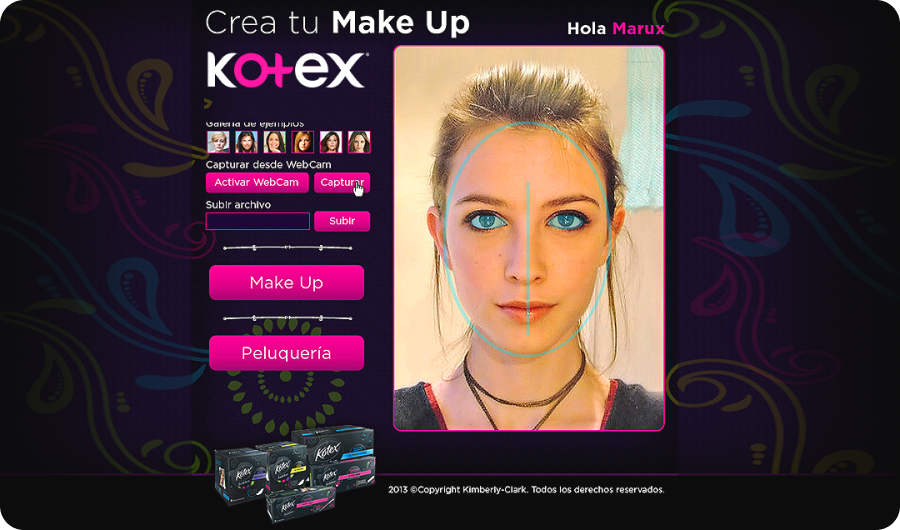 Crea tu Make Up
Hola Marux
Kotex®
Galería de ejemplos
Capturar desde WebCam
Activar WebCam
Capturar
Subir archivo
Subir
Make Up
Peluquería
Kotex
Kotex
Kotex
Kotex
Kotex
2013 ©Copyright Kimberly-Clark. Todos los derechos reservados.